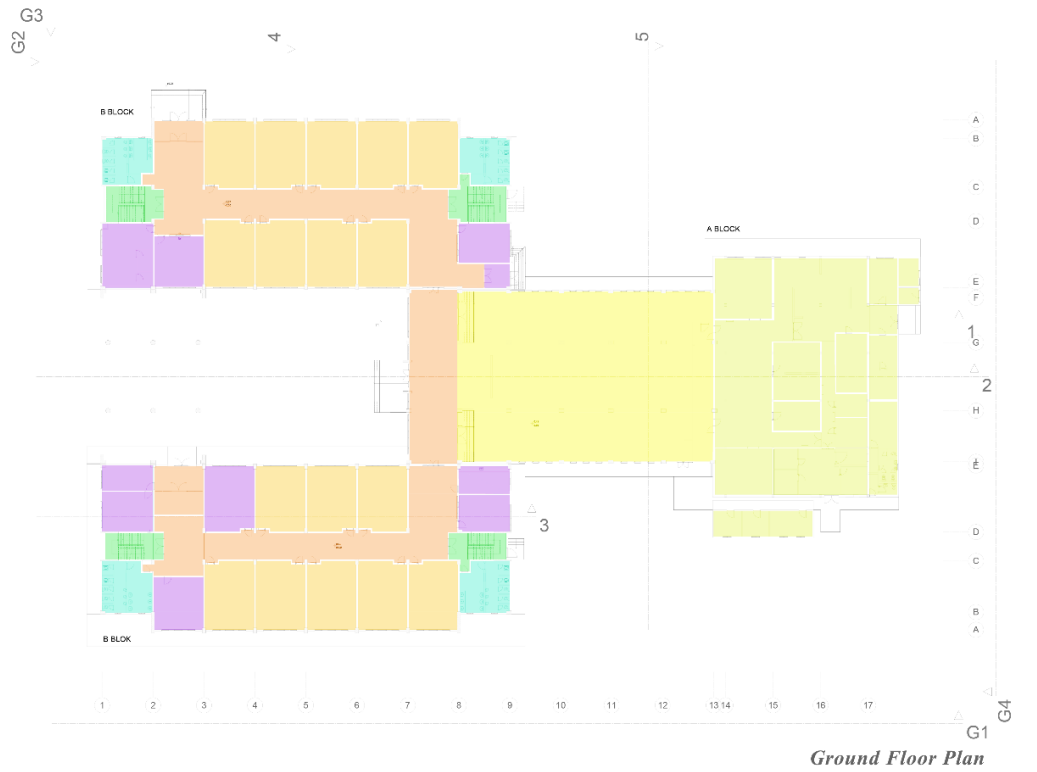 G3
G2
4
5
B BLOCK
A
B
C
D
A BLOCK
E
F
1
G
2
H
I
E
3
D
C
B
B BLOK
A
1 2 3 4 5 6 7 8 9 10 11 12 13 14 15 16 17
G4
G1
Ground Floor Plan